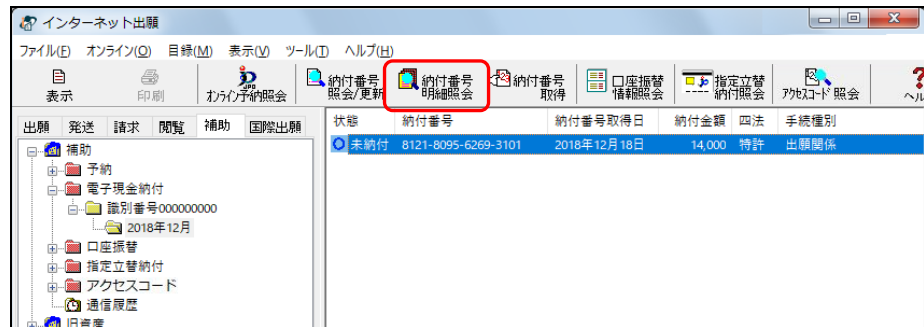 インターネット出願
ファイル(F) オンライン(O) 目録(M) 表示(V) ツール(T) ヘルプ(H)
表示
印刷
オンライン予納照会
納付番号
照会/更新
納付番号
明細照会
納付番号
取得
口座振替
情報照会
指定立替
納付照会
アクセスコード照会
ヘル
出願 発送 請求 閲覧 補助 国際出願
状態 納付番号 納付番号取得日 納付金額 四法 手続種別
未納付 8121-8095-6269-3101 2018年12月18日 14,000 特許 出願関係
補助
予納
電子現金納付
識別番号000000000
2018年12月
口座振替
指定立替納付
アクセスコード
通信履歴
旧資産